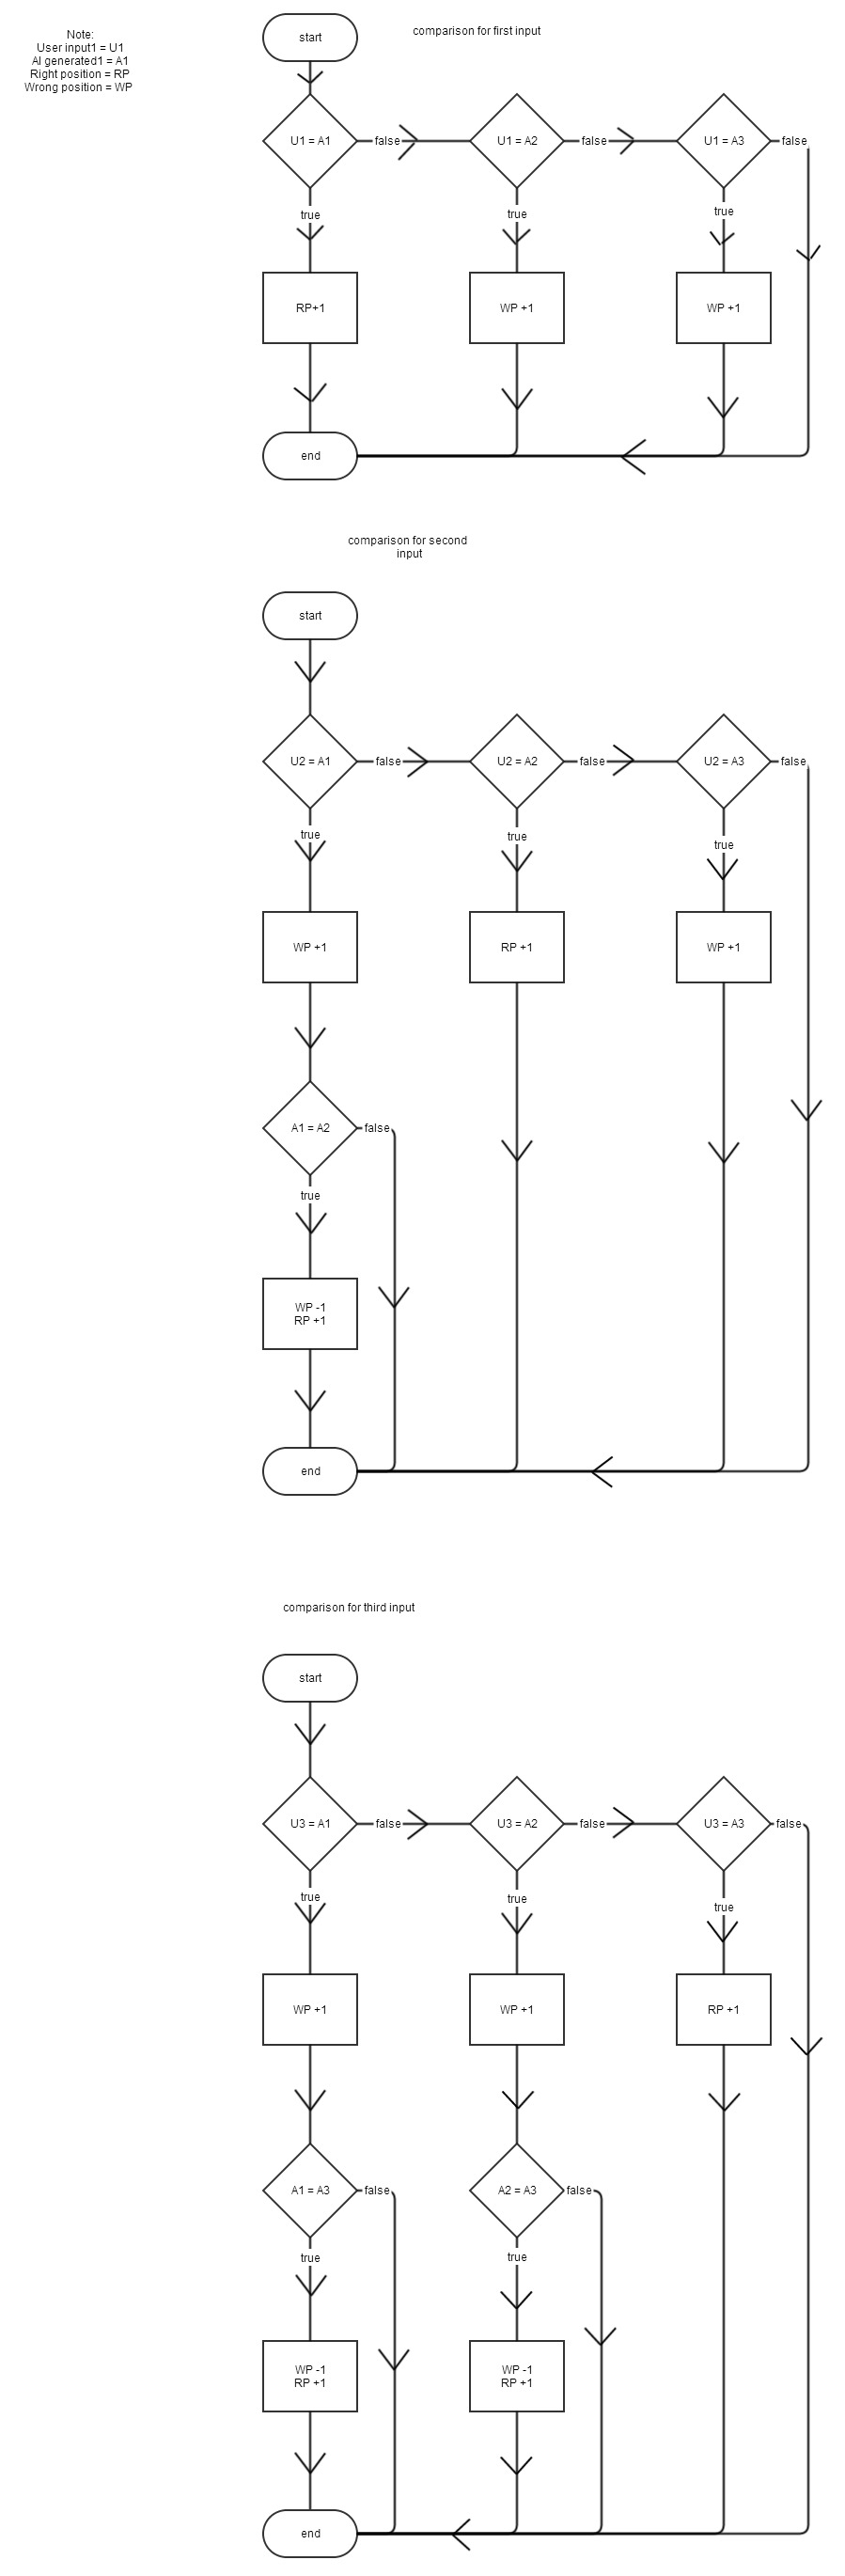 Note:
User input1 = U1
AI generated1 = A1
Right position = RP
Wrong position = WP
start
comparison for first input
U1 = A1
false
U1 = A2
false
U1 = A3
false
true
true
true
RP+1
WP +1
WP +1
end
comparison for second
input
start
U2 = A1
false
U2 = A2
false
U2 = A3
false
true
true
true
WP +1
RP +1
WP +1
A1 = A2
false
true
WP -1
RP +1
end
comparison for third input
start
U3 = A1
false
U3 = A2
false
U3 = A3
false
true
true
true
WP +1
WP +1
RP +1
A1 = A3
false
A2 = A3
false
true
true
WP -1
RP +1
WP -1
RP +1
end